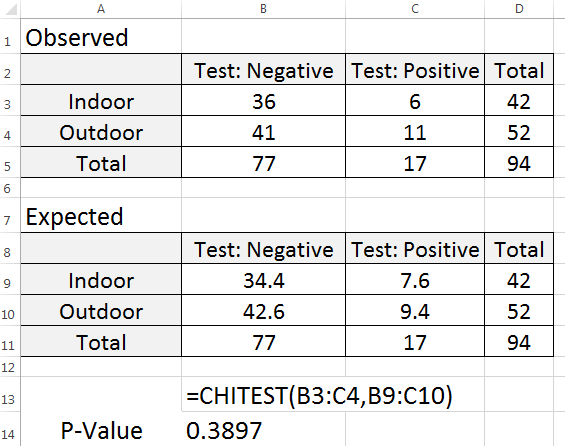 A B C D
1 Observed
2 Test: Negative Test: Positive Total
3 Indoor 36 6 42
4 Outdoor 41 11 52
5 Total 77 17 94
6
7 Expected
8 Test: Negative Test: Positive Total
9 Indoor 34.4 7.6 42
10 Outdoor 42.6 9.4 52
11 Total 77 17 94
12
13 =CHITEST(B3:C4,B9:C10)
14 P-Value 0.3897